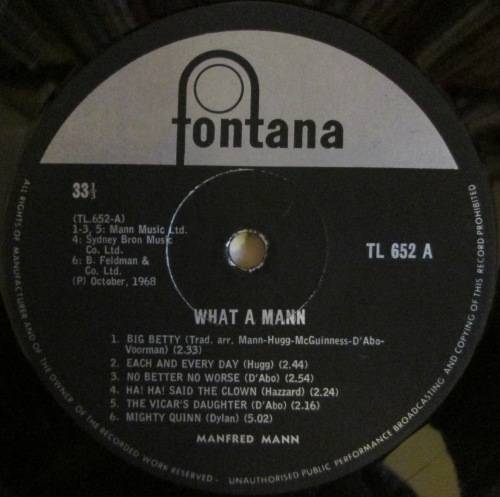 fontana
33⅓
(TL.652-A)
1-3, 5: Mann Music Ltd.
4: Sydney Bron Music
Co. Ltd.
6: B. Feldman &
Co. Ltd.
(P) October, 1968
TL 652 A
WHAT A MANN
1. BIG BETTY (Trad. arr. Mann-Hugg-McGuinness-D'Abo-
Voorman) (2.33)
2. EACH AND EVERY DAY (Hugg) (2.44)
3. NO BETTER NO WORSE (D'Abo) (2.54)
4. HA! HA! SAID THE CLOWN (Hazzard) (2.24)
5. THE VICAR'S DAUGHTER (D'Abo) (2.16)
6. MIGHTY QUINN (Dylan) (5.02)
MANFRED MANN
ALL RIGHTS OF MANUFACTURER AND OF THE OWNER OF THE RECORDED WORK RESERVED - UNAUTHORISED PUBLIC PERFORMANCE BROADCASTING AND COPYING OF THIS RECORD PROHIBITED